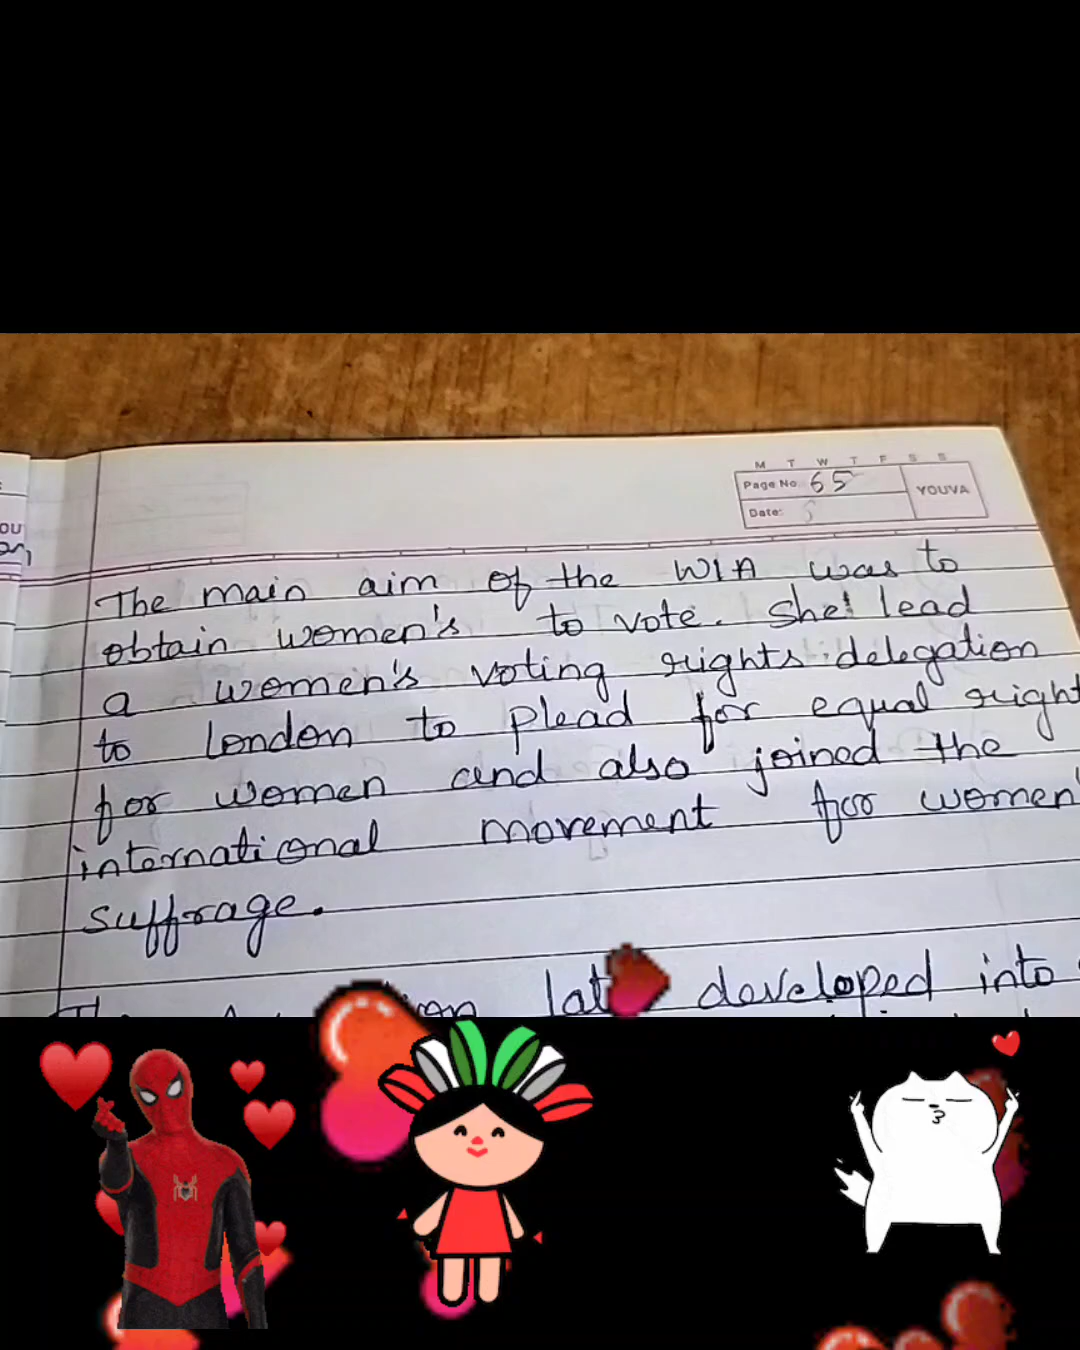 M T W T F S S
Page No. 65
YOUVA
Date:
OU
The main aim of the WIA was to
obtain women's to vote. She lead
a women's voting rights delegation
to London to plead for equal right
for women and also joined the
international movement for women'
suffrage.
developed into